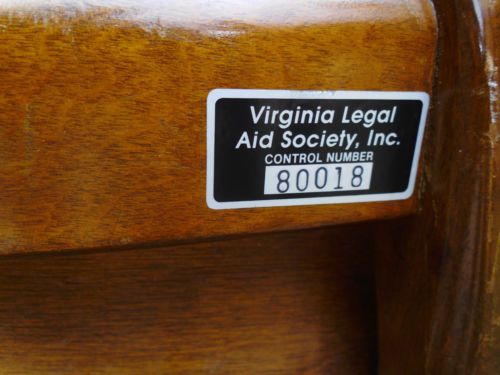 Virginia Legal
Aid Society, Inc.
CONTROL NUMBER
80018